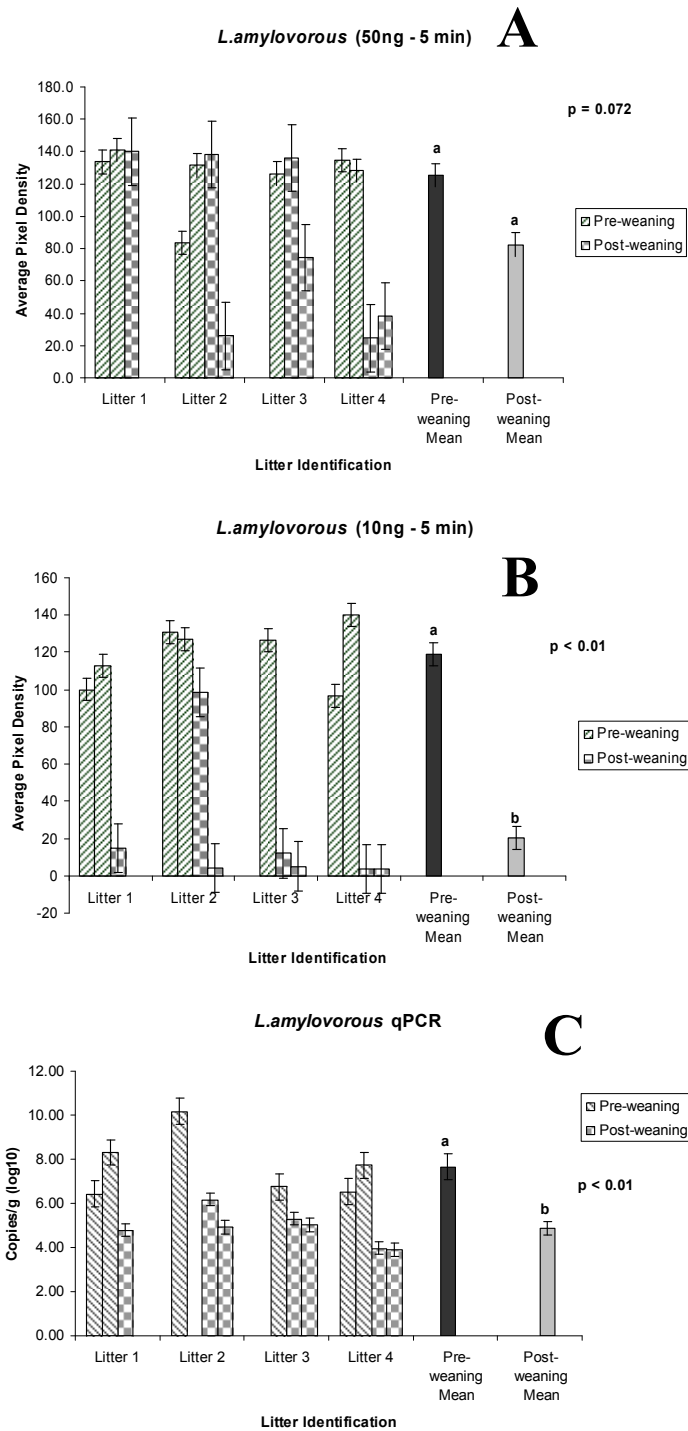 L.amylovorous (50ng - 5 min)
A
180.0
160.0
140.0
120.0
100.0
80.0
60.0
40.0
20.0
0.0
Average Pixel Density
p = 0.072
a
a
Pre-weaning
Post-weaning
Litter 1
Litter 2
Litter 3
Litter 4
Pre-
weaning
Mean
Post-
weaning
Mean
Litter Identification
L.amylovorous (10ng - 5 min)
B
160
140
120
100
80
60
40
20
0
-20
Average Pixel Density
a
p < 0.01
b
Pre-weaning
Post-weaning
Litter 1
Litter 2
Litter 3
Litter 4
Pre-
weaning
Mean
Post-
weaning
Mean
Litter Identification
L.amylovorous qPCR
C
12.00
10.00
8.00
6.00
4.00
2.00
0.00
Copies/g (log10)
Pre-weaning
Post-weaning
a
p < 0.01
b
Litter 1
Litter 2
Litter 3
Litter 4
Pre-
weaning
Mean
Post-
weaning
Mean
Litter Identification